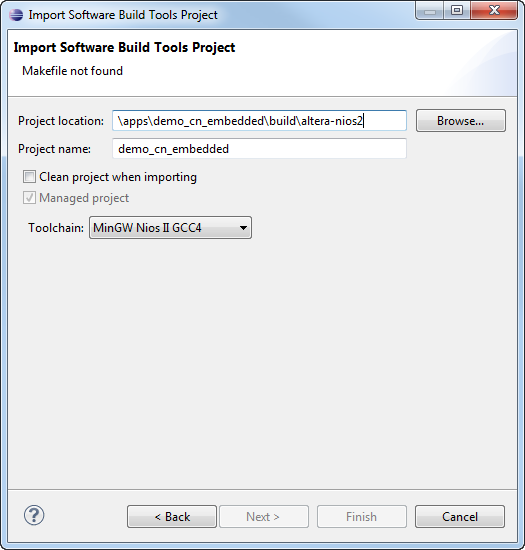 Import Software Build Tools Project
Import Software Build Tools Project
Makefile not found
Project location: \apps\demo_cn_embedded\build\altera-nios2 Browse...
Project name: demo_cn_embedded
Clean project when importing
Managed project
Toolchain: MinGW Nios II GCC4
? < Back Next > Finish Cancel